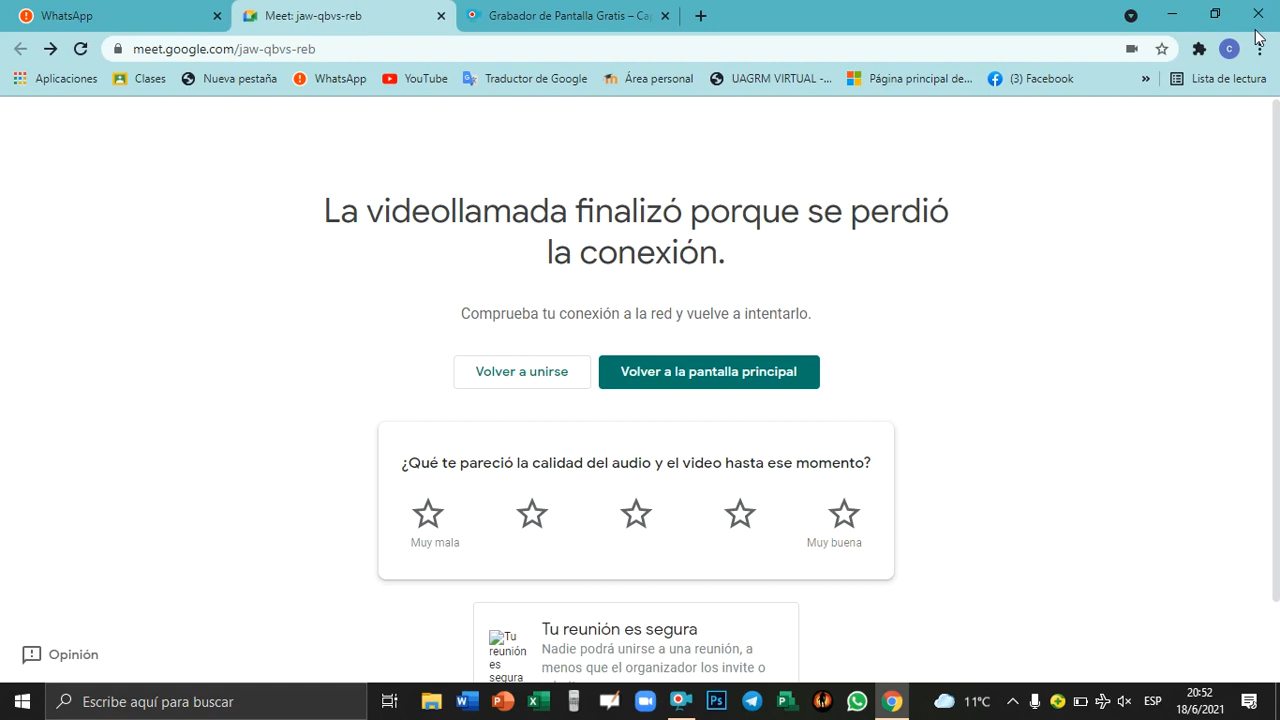 WhatsApp
Meet: jaw-qbvs-reb
Grabador de Pantalla Gratis – Ca
meet.google.com/jaw-qbvs-reb
C
Aplicaciones
Clases
Nueva pestaña
WhatsApp
YouTube
Traductor de Google
Área personal
UAGRM VIRTUAL -...
Página principal de...
(3) Facebook
»
Lista de lectura
La videollamada finalizó porque se perdió
la conexión.
Comprueba tu conexión a la red y vuelve a intentarlo.
Volver a unirse
Volver a la pantalla principal
¿Qué te pareció la calidad del audio y el video hasta ese momento?
Muy mala
Muy buena
Tu reunión es segura
Nadie podrá unirse a una reunión, a
menos que el organizador los invite o
Tu
reunión
es
segura
Opinión
Escribe aquí para buscar
11°C
ESP
20:52
18/6/2021